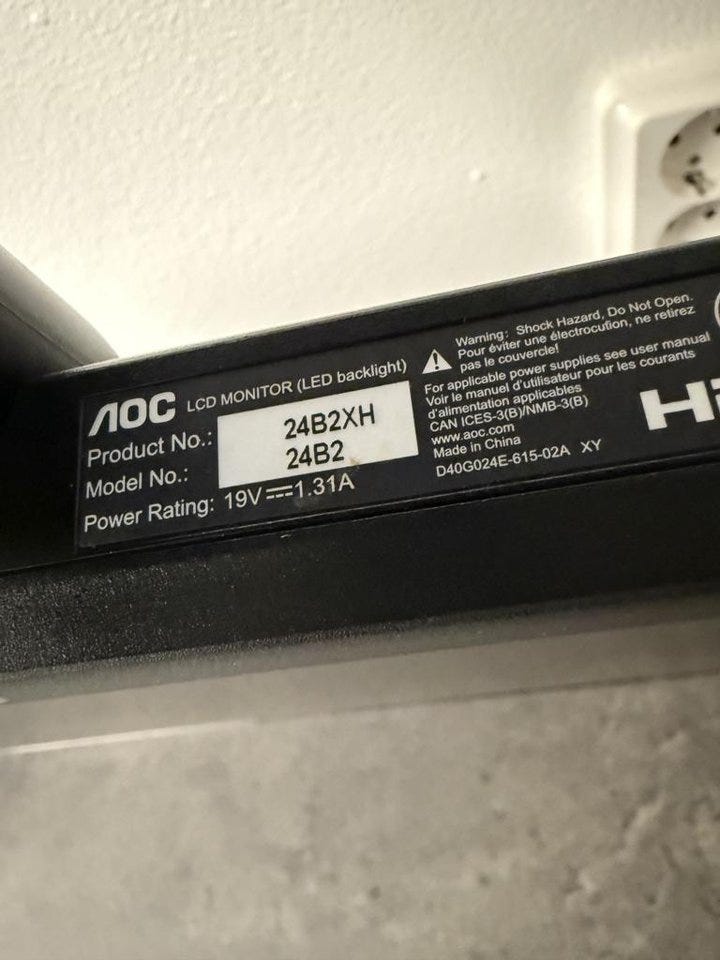 AOC LCD MONITOR (LED backlight)
Product No.: 24B2XH
Model No.: 24B2
Power Rating: 19V⎓1.31A
Warning: Shock Hazard, Do Not Open.
Pour éviter une électrocution, ne retirez
pas le couvercle!
For applicable power supplies see user manual
Voir le manuel d'utilisateur pour les courants
d'alimentation applicables
CAN ICES-3(B)/NMB-3(B)
www.aoc.com
Made in China
D40G024E-615-02A XY